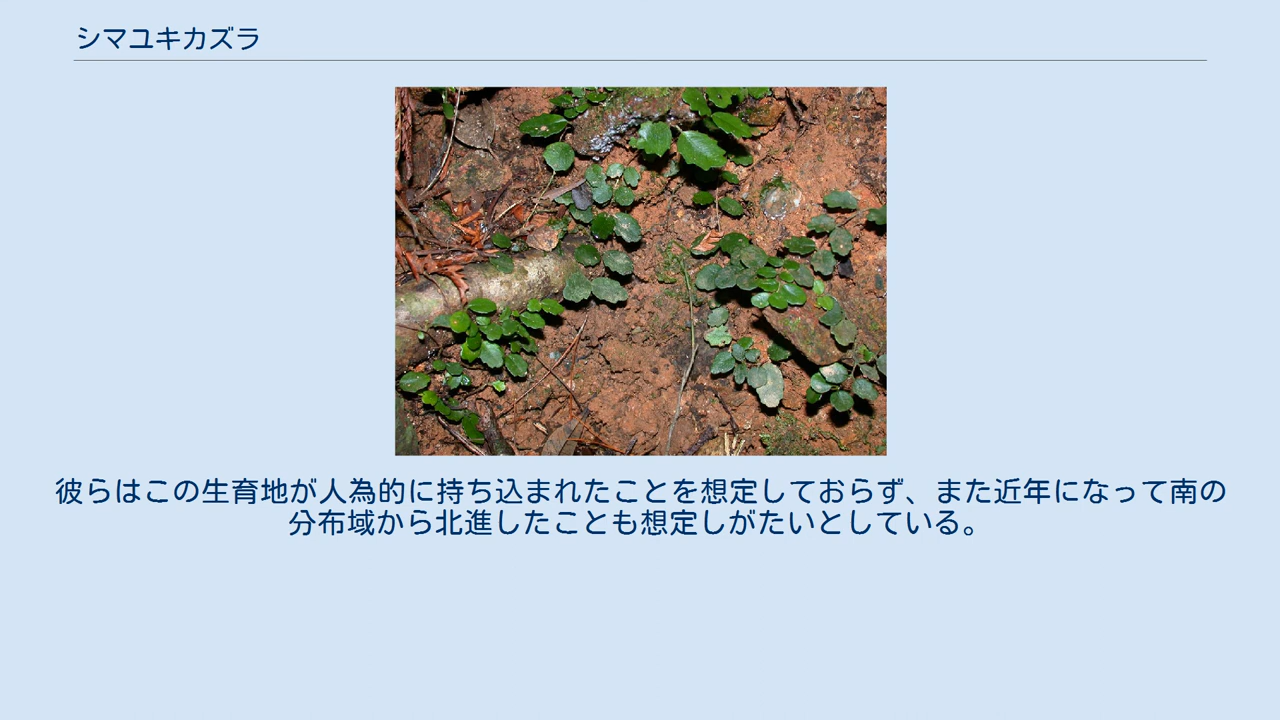 シマユキカズラ
彼らはこの生育地が人為的に持ち込まれたことを想定しておらず、また近年になって南の
分布域から北進したことも想定しがたいとしている。